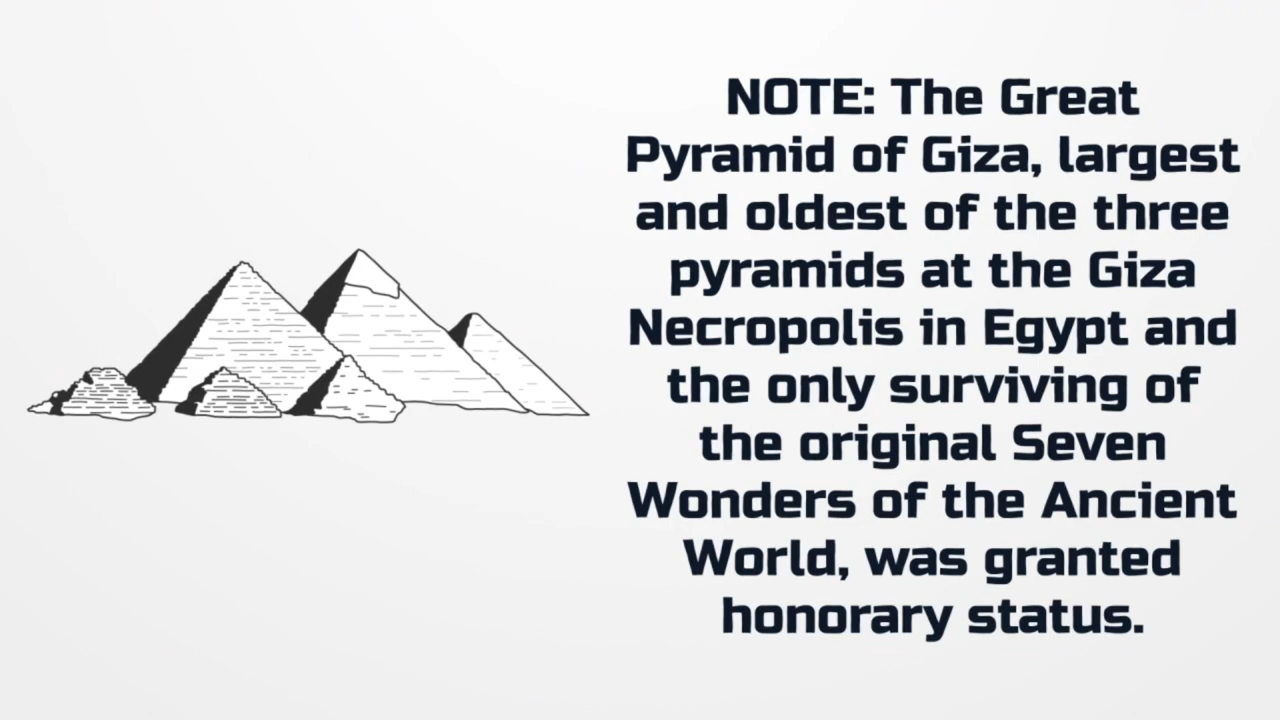 NOTE: The Great
Pyramid of Giza, largest
and oldest of the three
pyramids at the Giza
Necropolis in Egypt and
the only surviving of
the original Seven
Wonders of the Ancient
World, was granted
honorary status.